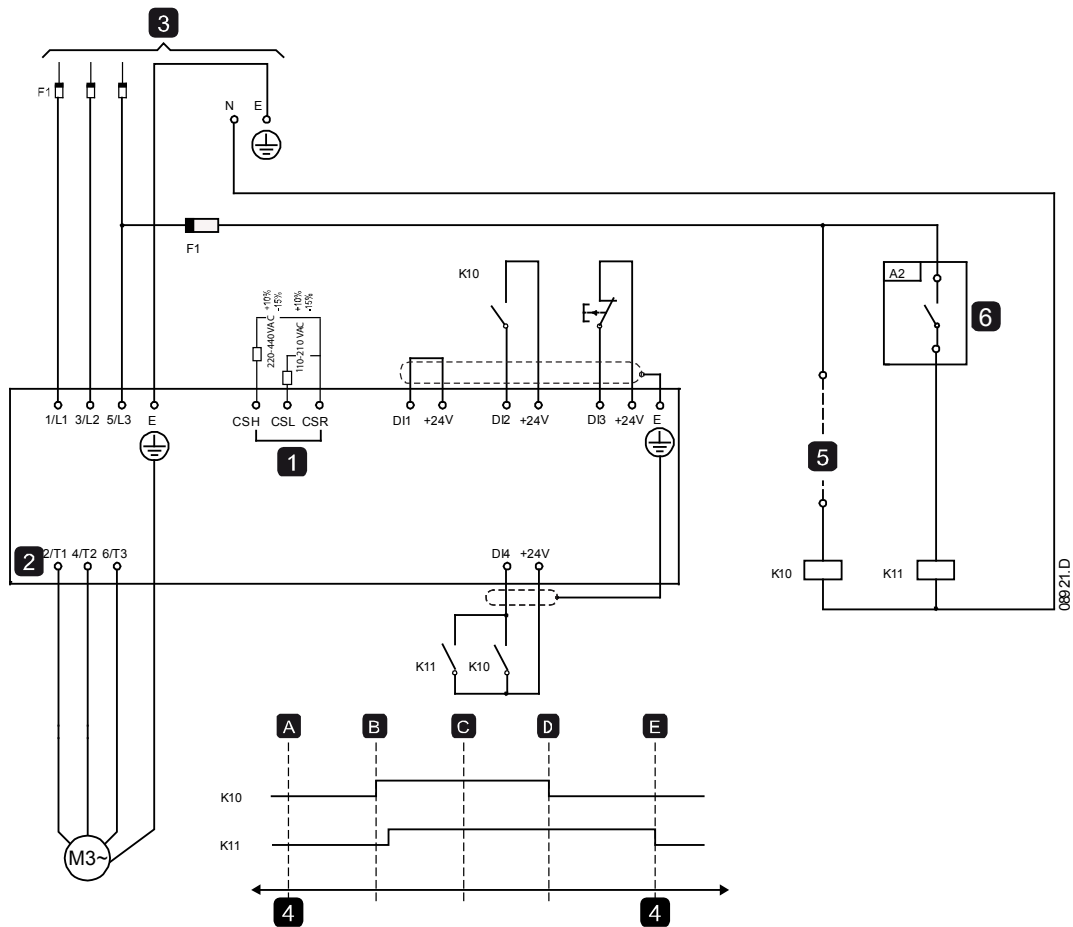 3
F1
N E
F1
K10
A2
6
+10%
-15%
+10%
-15%
220-440 VAC
110-210 VAC
1/L1 3/L2 5/L3 E
CSH CSL CSR
DI1 +24V
DI2 +24V
DI3 +24V E
1
5
2
2/T1 4/T2 6/T3
DI4 +24V
K10
K11
08921.D
K11 K10
A B C D E
K10
K11
M3~
4 4